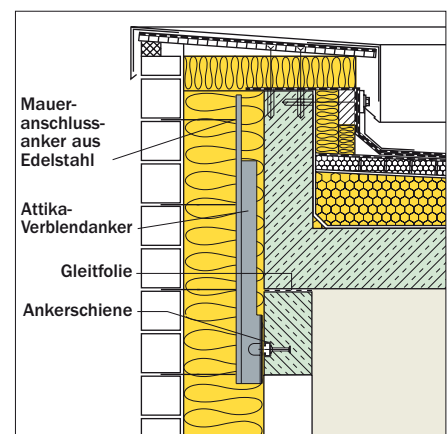 Mauer-
anschluss-
anker aus
Edelstahl
Attika-
Verblendanker
Gleitfolie
Ankerschiene